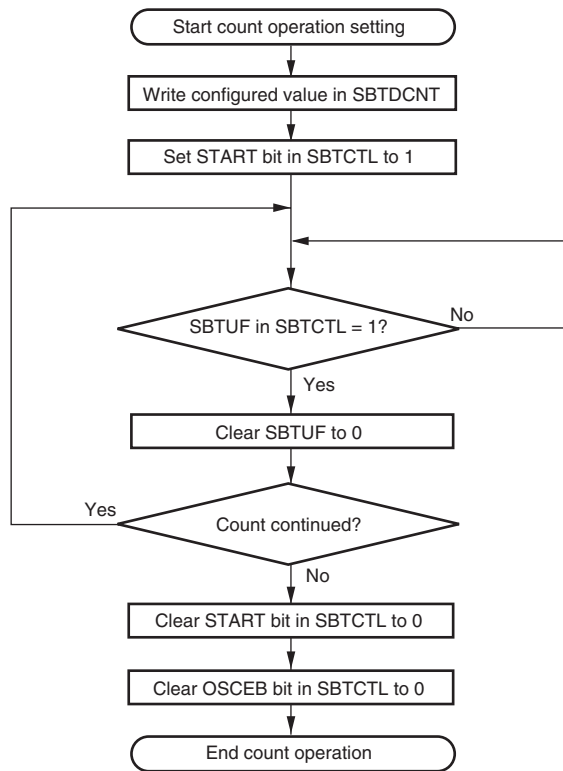 Start count operation setting
Write configured value in SBTDCNT
Set START bit in SBTCTL to 1
SBTUF in SBTCTL = 1?
No
Yes
Clear SBTUF to 0
Yes
Count continued?
No
Clear START bit in SBTCTL to 0
Clear OSCEB bit in SBTCTL to 0
End count operation